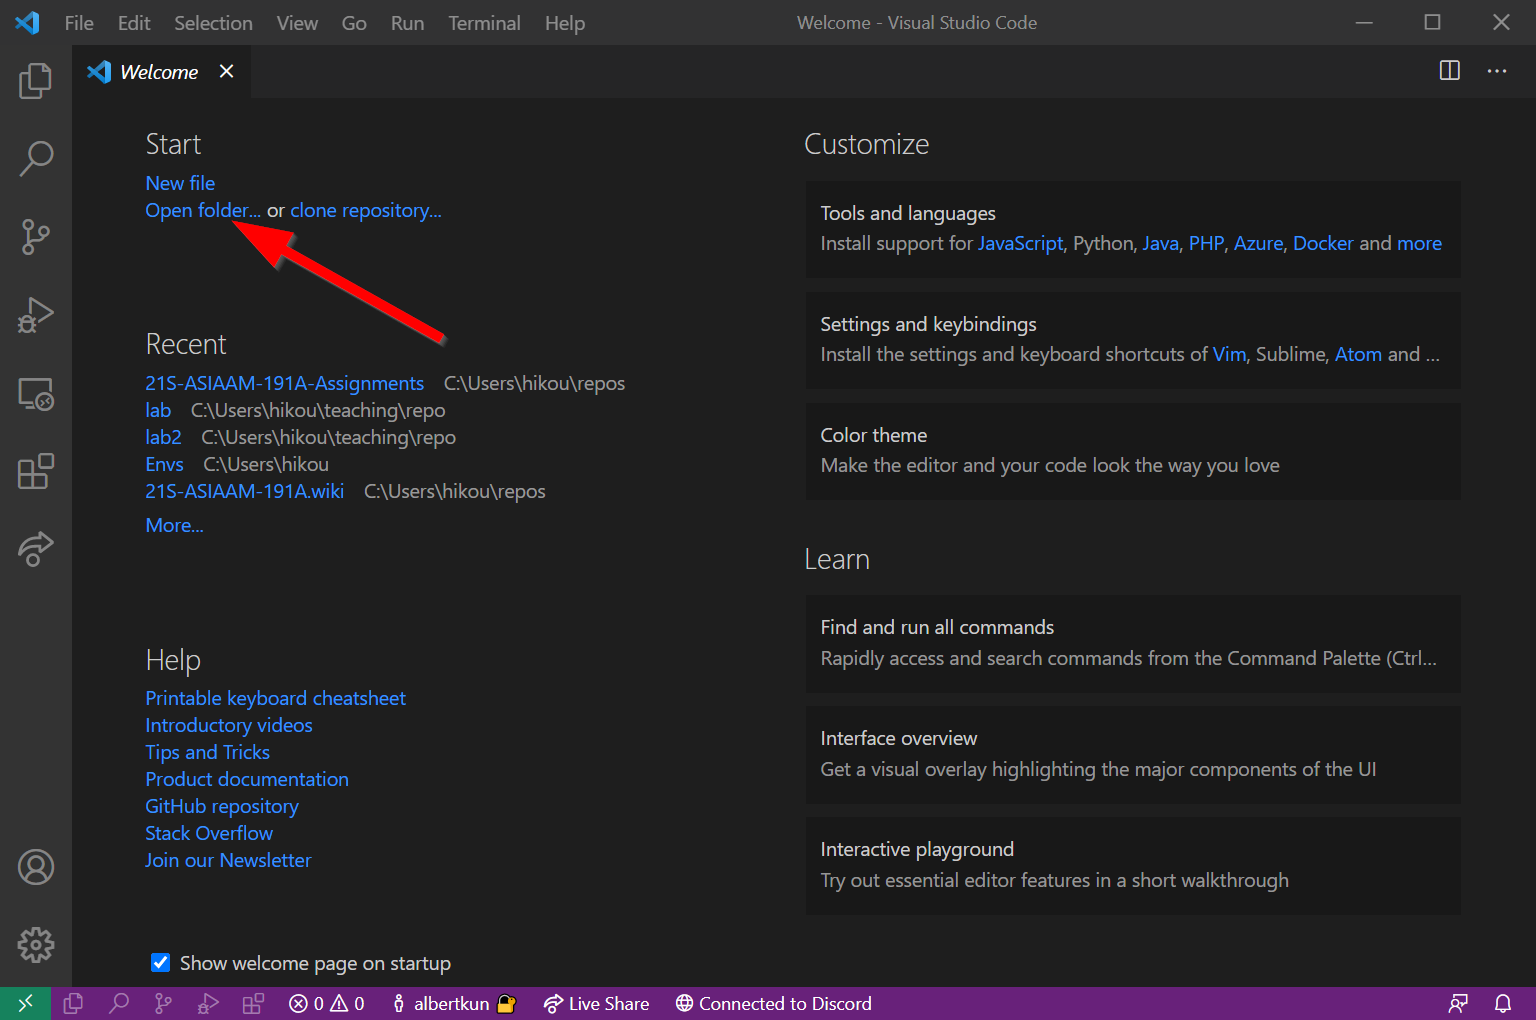 File Edit Selection View Go Run Terminal Help Welcome - Visual Studio Code
Welcome
Start
New file
Open folder... or clone repository...
Recent
21S-ASIAAM-191A-Assignments C:\Users\hikou\repos
lab C:\Users\hikou\teaching\repo
lab2 C:\Users\hikou\teaching\repo
Envs C:\Users\hikou
21S-ASIAAM-191A.wiki C:\Users\hikou\repos
More...
Help
Printable keyboard cheatsheet
Introductory videos
Tips and Tricks
Product documentation
GitHub repository
Stack Overflow
Join our Newsletter
Show welcome page on startup
Customize
Tools and languages
Install support for JavaScript, Python, Java, PHP, Azure, Docker and more
Settings and keybindings
Install the settings and keyboard shortcuts of Vim, Sublime, Atom and ...
Color theme
Make the editor and your code look the way you love
Learn
Find and run all commands
Rapidly access and search commands from the Command Palette (Ctrl...
Interface overview
Get a visual overlay highlighting the major components of the UI
Interactive playground
Try out essential editor features in a short walkthrough
0 0 albertkun Live Share Connected to Discord